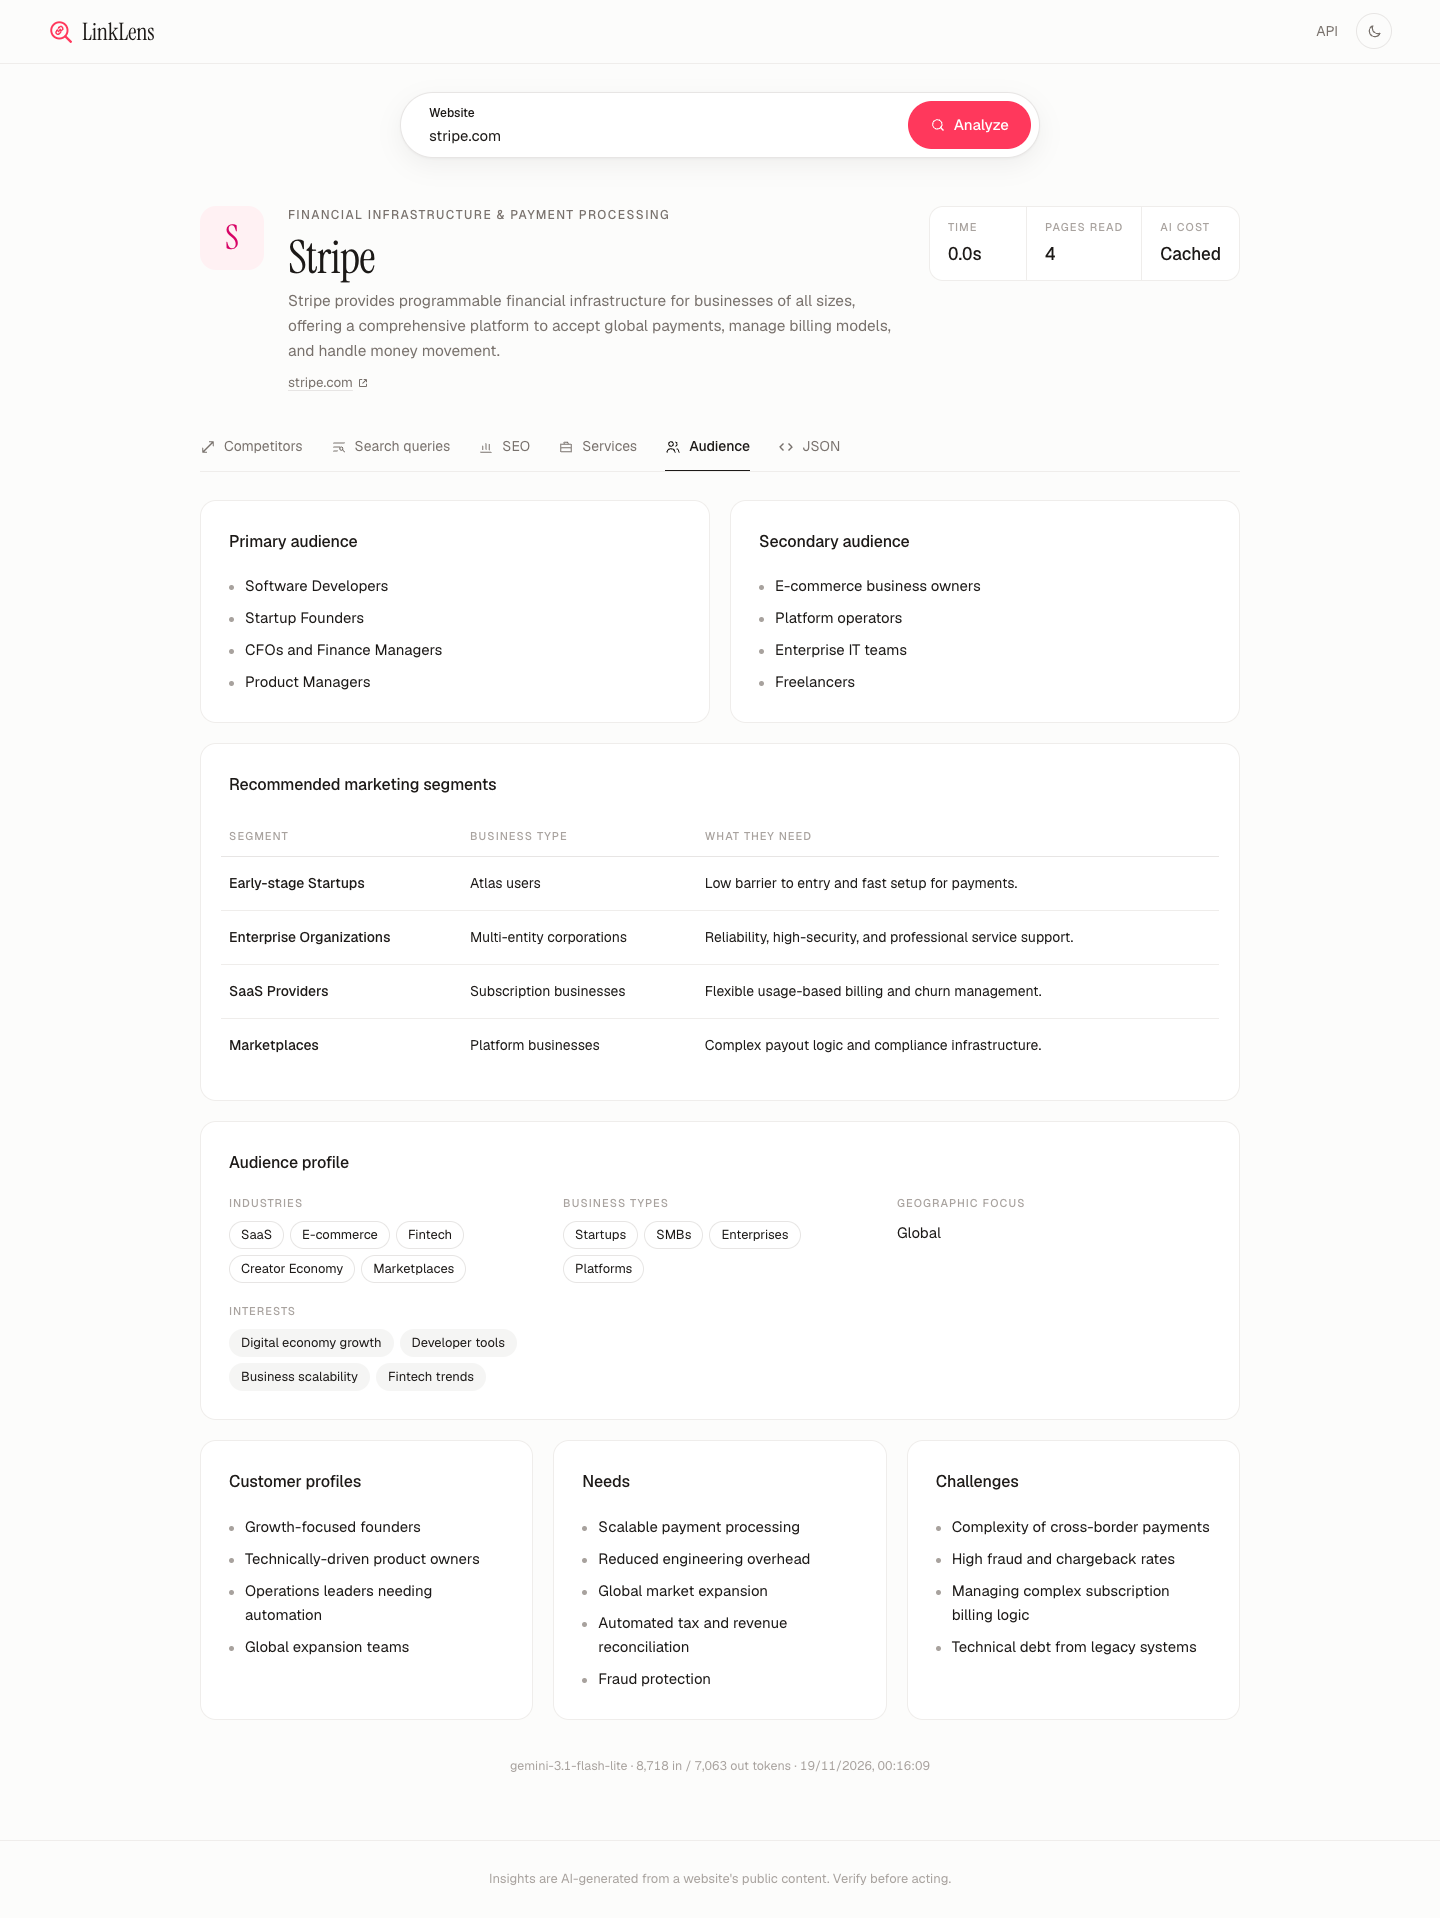 LinkLens
API
Website
stripe.com
Analyze
S
FINANCIAL INFRASTRUCTURE & PAYMENT PROCESSING
Stripe
Stripe provides programmable financial infrastructure for businesses of all sizes,
offering a comprehensive platform to accept global payments, manage billing models,
and handle money movement.
stripe.com
TIME
0.0s
PAGES READ
4
AI COST
Cached
Competitors
Search queries
SEO
Services
Audience
JSON
Primary audience
Software Developers
Startup Founders
CFOs and Finance Managers
Product Managers
Secondary audience
E-commerce business owners
Platform operators
Enterprise IT teams
Freelancers
Recommended marketing segments
SEGMENT BUSINESS TYPE WHAT THEY NEED
Early-stage Startups Atlas users Low barrier to entry and fast setup for payments.
Enterprise Organizations Multi-entity corporations Reliability, high-security, and professional service support.
SaaS Providers Subscription businesses Flexible usage-based billing and churn management.
Marketplaces Platform businesses Complex payout logic and compliance infrastructure.
Audience profile
INDUSTRIES
SaaS E-commerce Fintech
Creator Economy Marketplaces
BUSINESS TYPES
Startups SMBs Enterprises
Platforms
GEOGRAPHIC FOCUS
Global
INTERESTS
Digital economy growth Developer tools
Business scalability Fintech trends
Customer profiles
Growth-focused founders
Technically-driven product owners
Operations leaders needing
automation
Global expansion teams
Needs
Scalable payment processing
Reduced engineering overhead
Global market expansion
Automated tax and revenue
reconciliation
Fraud protection
Challenges
Complexity of cross-border payments
High fraud and chargeback rates
Managing complex subscription
billing logic
Technical debt from legacy systems
gemini-3.1-flash-lite · 8,718 in / 7,063 out tokens · 19/11/2026, 00:16:09
Insights are AI-generated from a website's public content. Verify before acting.